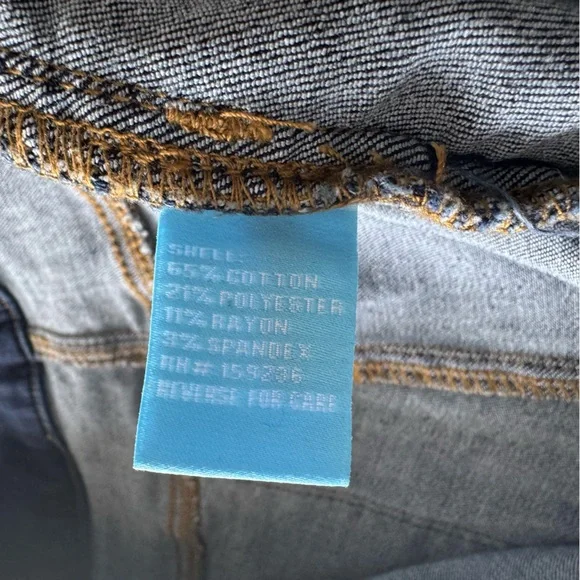 SHELL:
65% COTTON
21% POLYESTER
11% RAYON
3% SPANDEX
RN# 159236
REVERSE FOR CARE